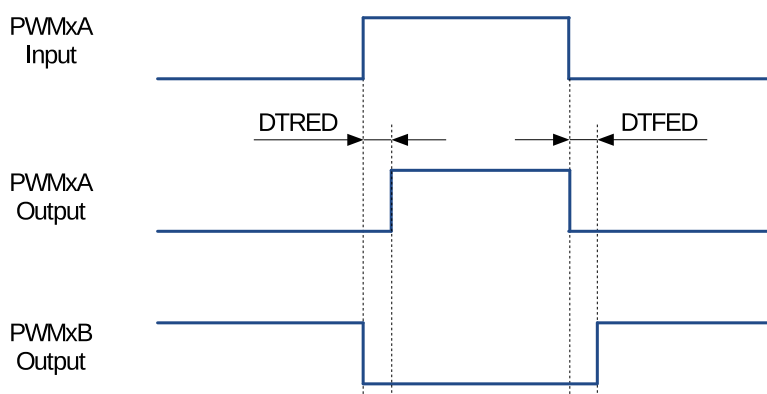 PWMxA
Input
DTRED
DTFED
PWMxA
Output
PWMxB
Output